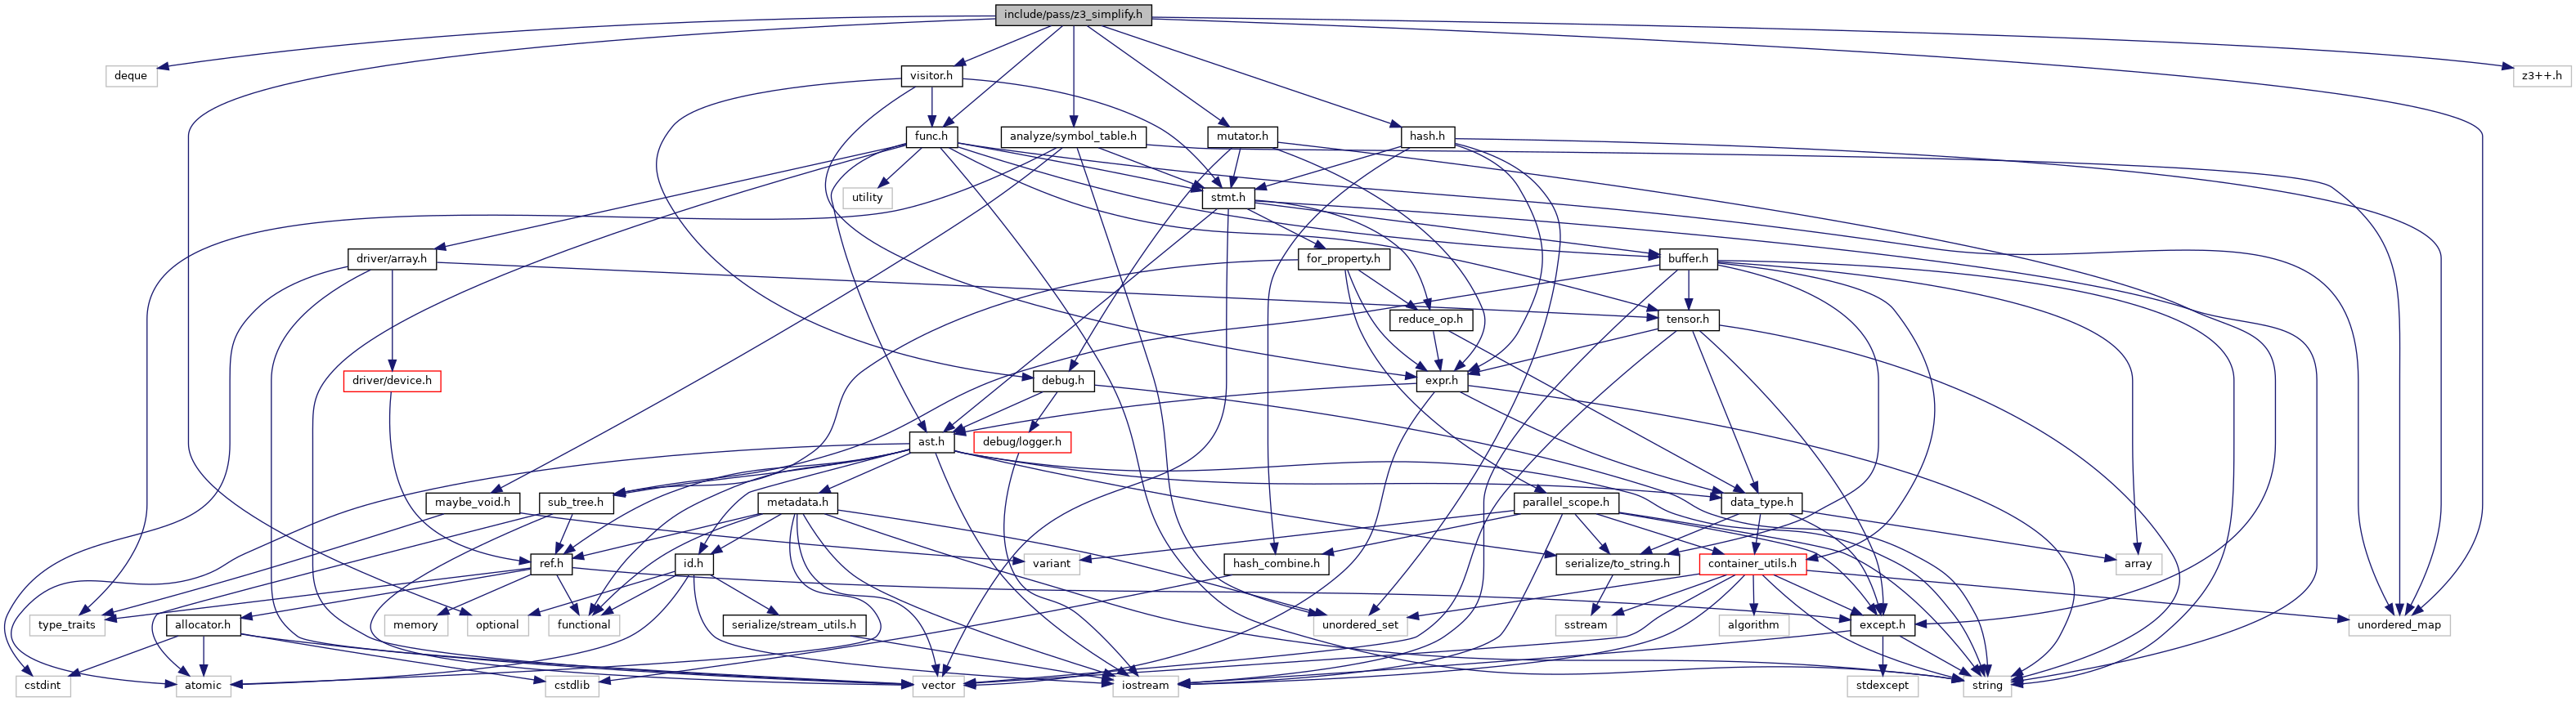 include/pass/z3_simplify.h
deque
visitor.h
z3++.h
func.h
analyze/symbol_table.h
mutator.h
hash.h
utility
stmt.h
driver/array.h
for_property.h
buffer.h
reduce_op.h
tensor.h
driver/device.h
debug.h
expr.h
ast.h
debug/logger.h
maybe_void.h
sub_tree.h
metadata.h
parallel_scope.h
data_type.h
ref.h
id.h
variant
hash_combine.h
serialize/to_string.h
container_utils.h
array
type_traits
allocator.h
memory
optional
functional
serialize/stream_utils.h
unordered_set
sstream
algorithm
except.h
unordered_map
cstdint
atomic
cstdlib
vector
iostream
stdexcept
string